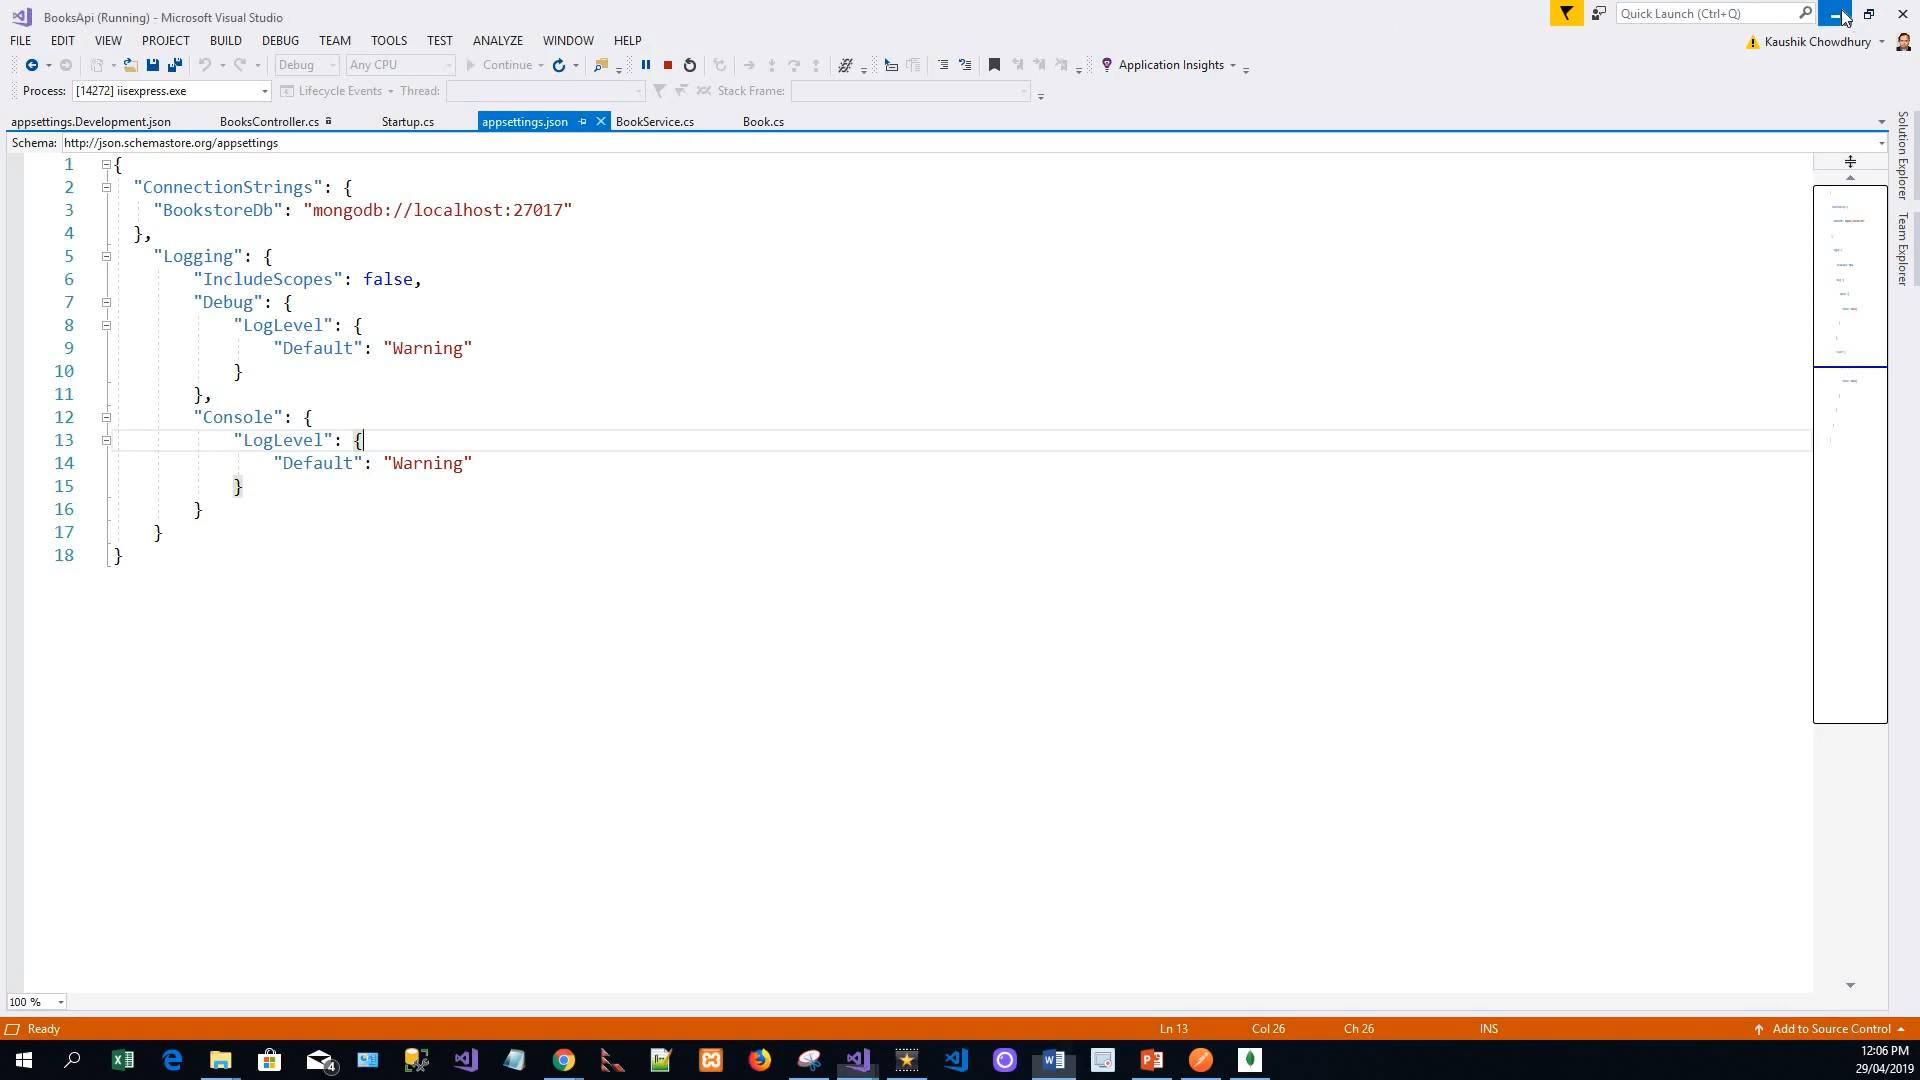 BooksApi (Running) - Microsoft Visual Studio
Quick Launch (Ctrl+Q)
FILE EDIT VIEW PROJECT BUILD DEBUG TEAM TOOLS TEST ANALYZE WINDOW HELP
Kaushik Chowdhury
Debug Any CPU Continue Application Insights
Process: [14272] iisexpress.exe Lifecycle Events Thread: Stack Frame:
appsettings.Development.json BooksController.cs Startup.cs appsettings.json BookService.cs Book.cs
Schema: http://json.schemastore.org/appsettings
1 {
2 "ConnectionStrings": {
3 "BookstoreDb": "mongodb://localhost:27017"
4 },
5 "Logging": {
6 "IncludeScopes": false,
7 "Debug": {
8 "LogLevel": {
9 "Default": "Warning"
10 }
11 },
12 "Console": {
13 "LogLevel": {
14 "Default": "Warning"
15 }
16 }
17 }
18 }
Solution Explorer
Team Explorer
100 %
Ready Ln 13 Col 26 Ch 26 INS Add to Source Control
4
12:06 PM
29/04/2019